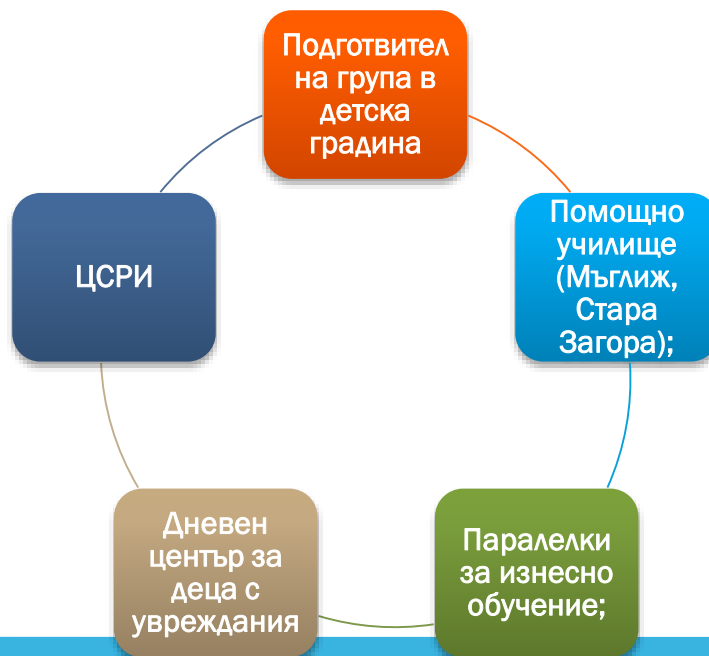 Подготвител
на група в
детска
градина
Помощно
училище
(Мъглиж,
Стара
Загора);
Паралелки
за изнесно
обучение;
Дневен
център за
деца с
увреждания
ЦСРИ